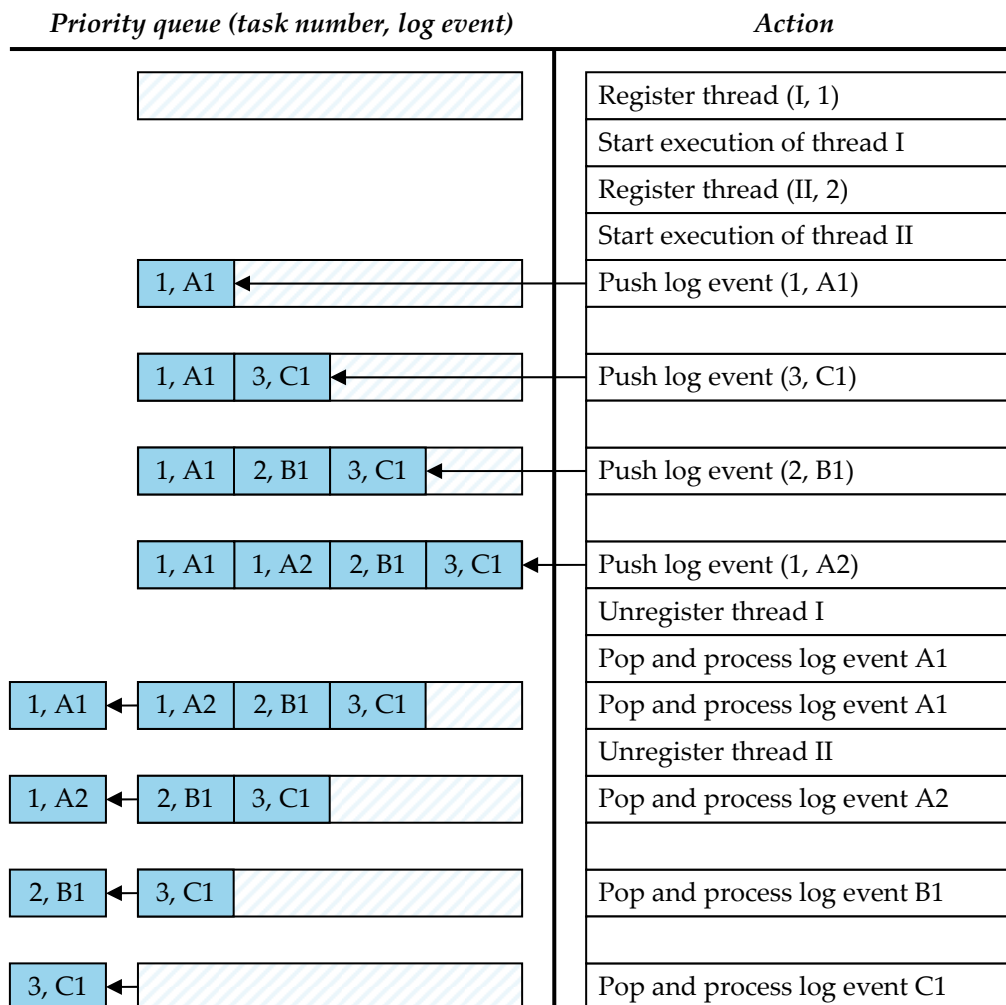 Priority queue (task number, log event) Action
Register thread (I, 1)
Start execution of thread I
Register thread (II, 2)
Start execution of thread II
1, A1 Push log event (1, A1)
1, A1 3, C1 Push log event (3, C1)
1, A1 2, B1 3, C1 Push log event (2, B1)
1, A1 1, A2 2, B1 3, C1 Push log event (1, A2)
Unregister thread I
Pop and process log event A1
1, A1 1, A2 2, B1 3, C1 Pop and process log event A1
Unregister thread II
1, A2 2, B1 3, C1 Pop and process log event A2
2, B1 3, C1 Pop and process log event B1
3, C1 Pop and process log event C1